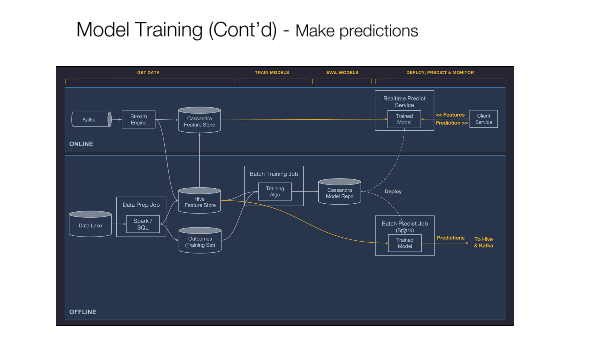 Model Training (Cont'd) - Make predictions
GET DATA
TRAIN MODELS
EVAL MODELS
DEPLOY, PREDICT & MONITOR
Kafka
Stream
Engine
Cassandra
Feature Store
Realtime Predict
Service
Trained
Model
<< Features
Prediction >>
Client
Service
ONLINE
Data Lake
Data Prep Job
Spark /
SQL
Hive
Feature Store
Outcomes
(Training Set)
Batch Training Job
Training
Algo
Cassandra
Model Repo
Deploy
Batch Predict Job
(Spark)
Trained
Model
Predictions
To Hive
& Kafka
OFFLINE